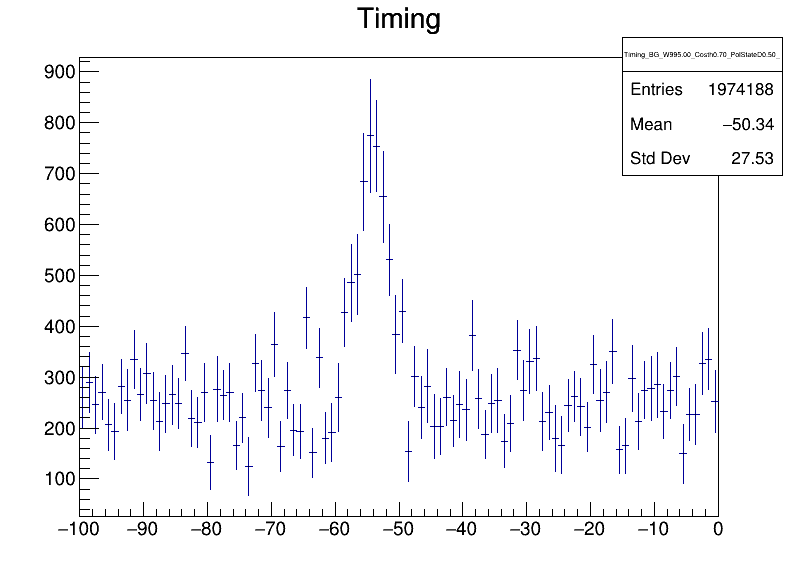 Timing
Timing_BG_W995.00_Costh0.70_PolStateD0.50_
Entries 1974188
Mean −50.34
Std Dev 27.53
900
800
700
600
500
400
300
200
100
−100 −90 −80 −70 −60 −50 −40 −30 −20 −10 0